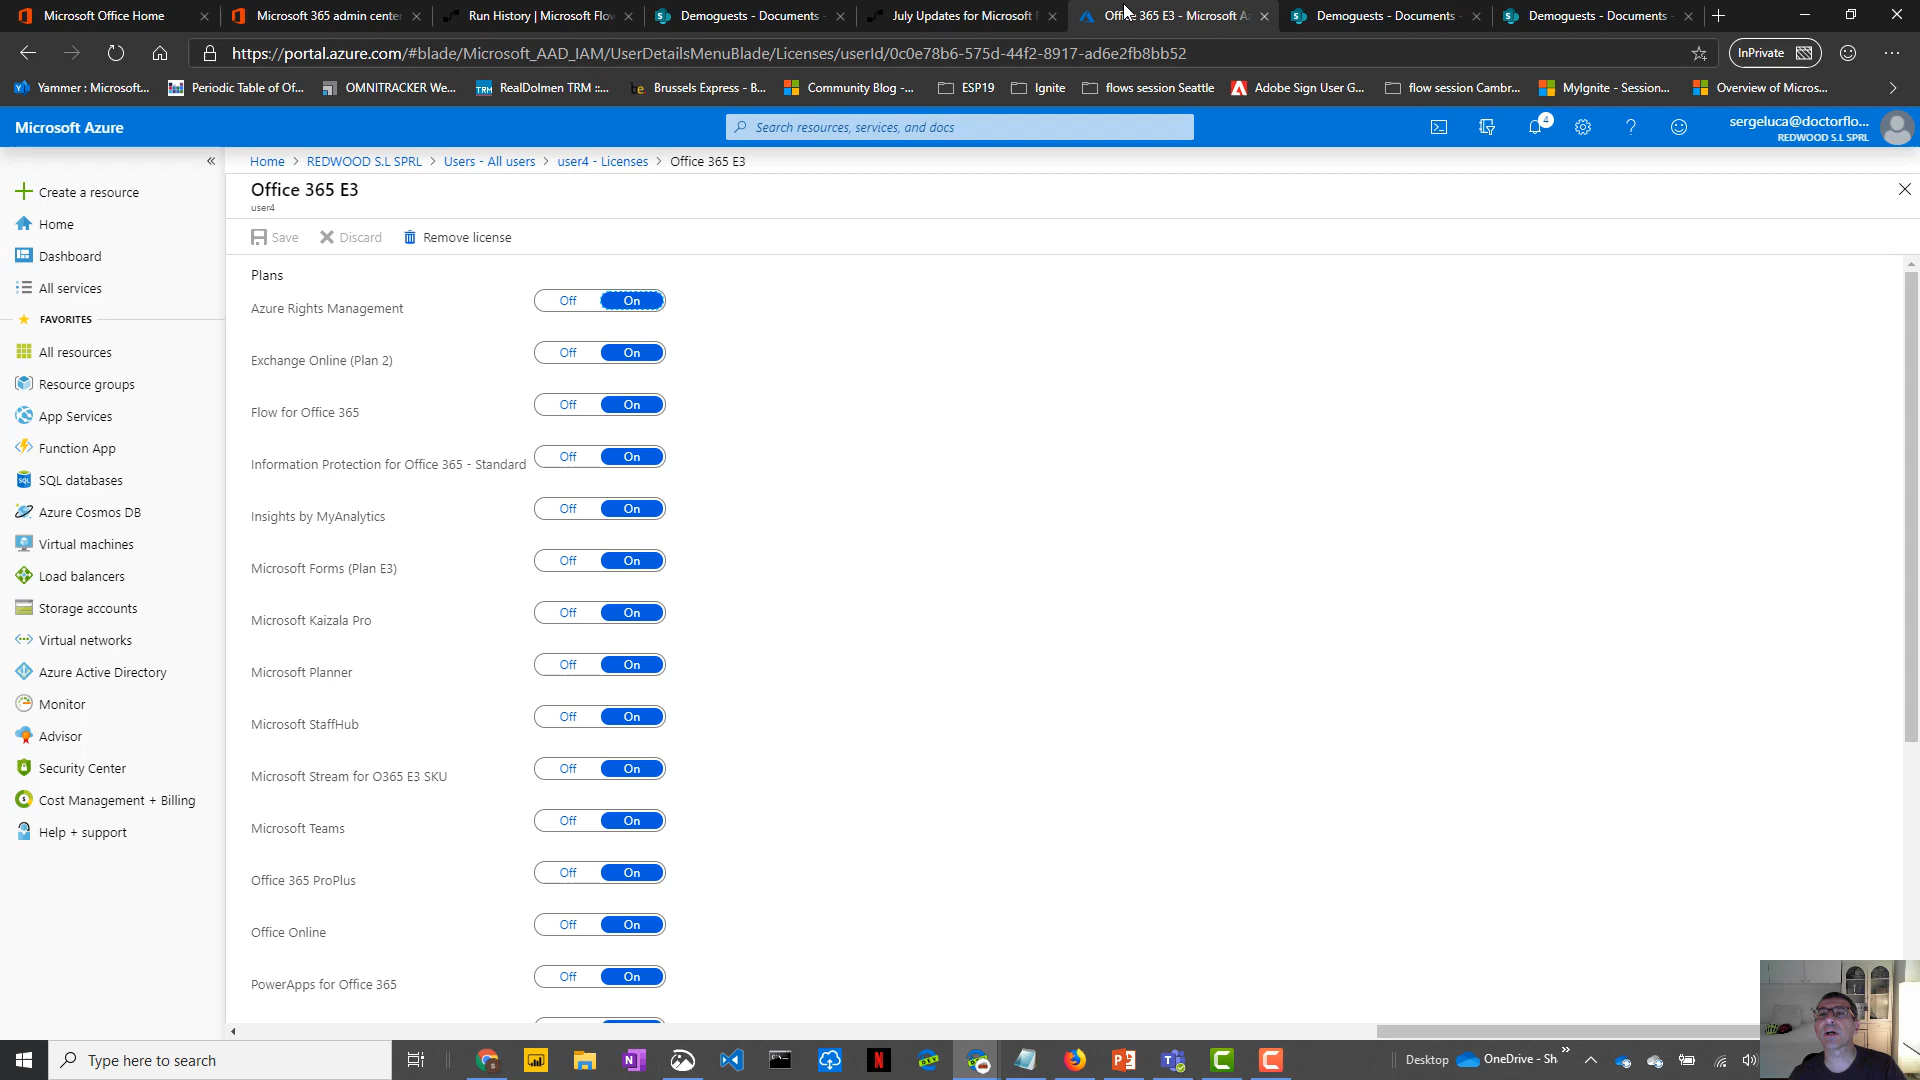 Microsoft Office Home
Microsoft 365 admin center
Run History | Microsoft Flo
Demoguests - Documents
July Updates for Microsoft
Office 365 E3 - Microsoft Az
Demoguests - Documents
Demoguests - Documents
https://portal.azure.com/#blade/Microsoft_AAD_IAM/UserDetailsMenuBlade/Licenses/userId/0c0e78b6-575d-44f2-8917-ad6e2fb8bb52
InPrivate
Yammer : Microsoft...
Periodic Table of Of...
OMNITRACKER We...
TRM
RealDolmen TRM ::...
be
Brussels Express - B...
Community Blog -...
ESP19
Ignite
flows session Seattle
Adobe Sign User G...
flow session Cambr...
MyIgnite - Session...
Overview of Micros...
Microsoft Azure
Search resources, services, and docs
4
sergeluca@doctorflo...
REDWOOD S.L SPRL
Home > REDWOOD S.L SPRL > Users - All users > user4 - Licenses > Office 365 E3
Office 365 E3
user4
Save
Discard
Remove license
Create a resource
Home
Dashboard
All services
FAVORITES
All resources
Resource groups
App Services
Function App
SQL databases
Azure Cosmos DB
Virtual machines
Load balancers
Storage accounts
Virtual networks
Azure Active Directory
Monitor
Advisor
Security Center
Cost Management + Billing
Help + support
Plans
Azure Rights Management Off On
Exchange Online (Plan 2) Off On
Flow for Office 365 Off On
Information Protection for Office 365 - Standard Off On
Insights by MyAnalytics Off On
Microsoft Forms (Plan E3) Off On
Microsoft Kaizala Pro Off On
Microsoft Planner Off On
Microsoft StaffHub Off On
Microsoft Stream for O365 E3 SKU Off On
Microsoft Teams Off On
Office 365 ProPlus Off On
Office Online Off On
PowerApps for Office 365 Off On
Type here to search
Desktop
OneDrive - Sh